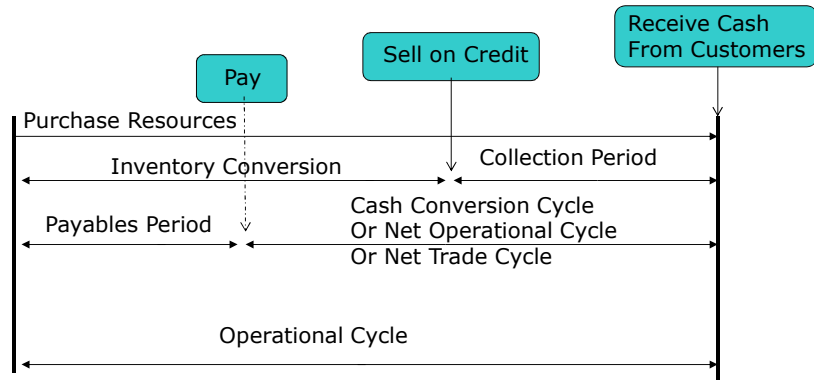 Receive Cash
From Customers
Sell on Credit
Pay
Purchase Resources
Inventory Conversion
Collection Period
Payables Period
Cash Conversion Cycle
Or Net Operational Cycle
Or Net Trade Cycle
Operational Cycle